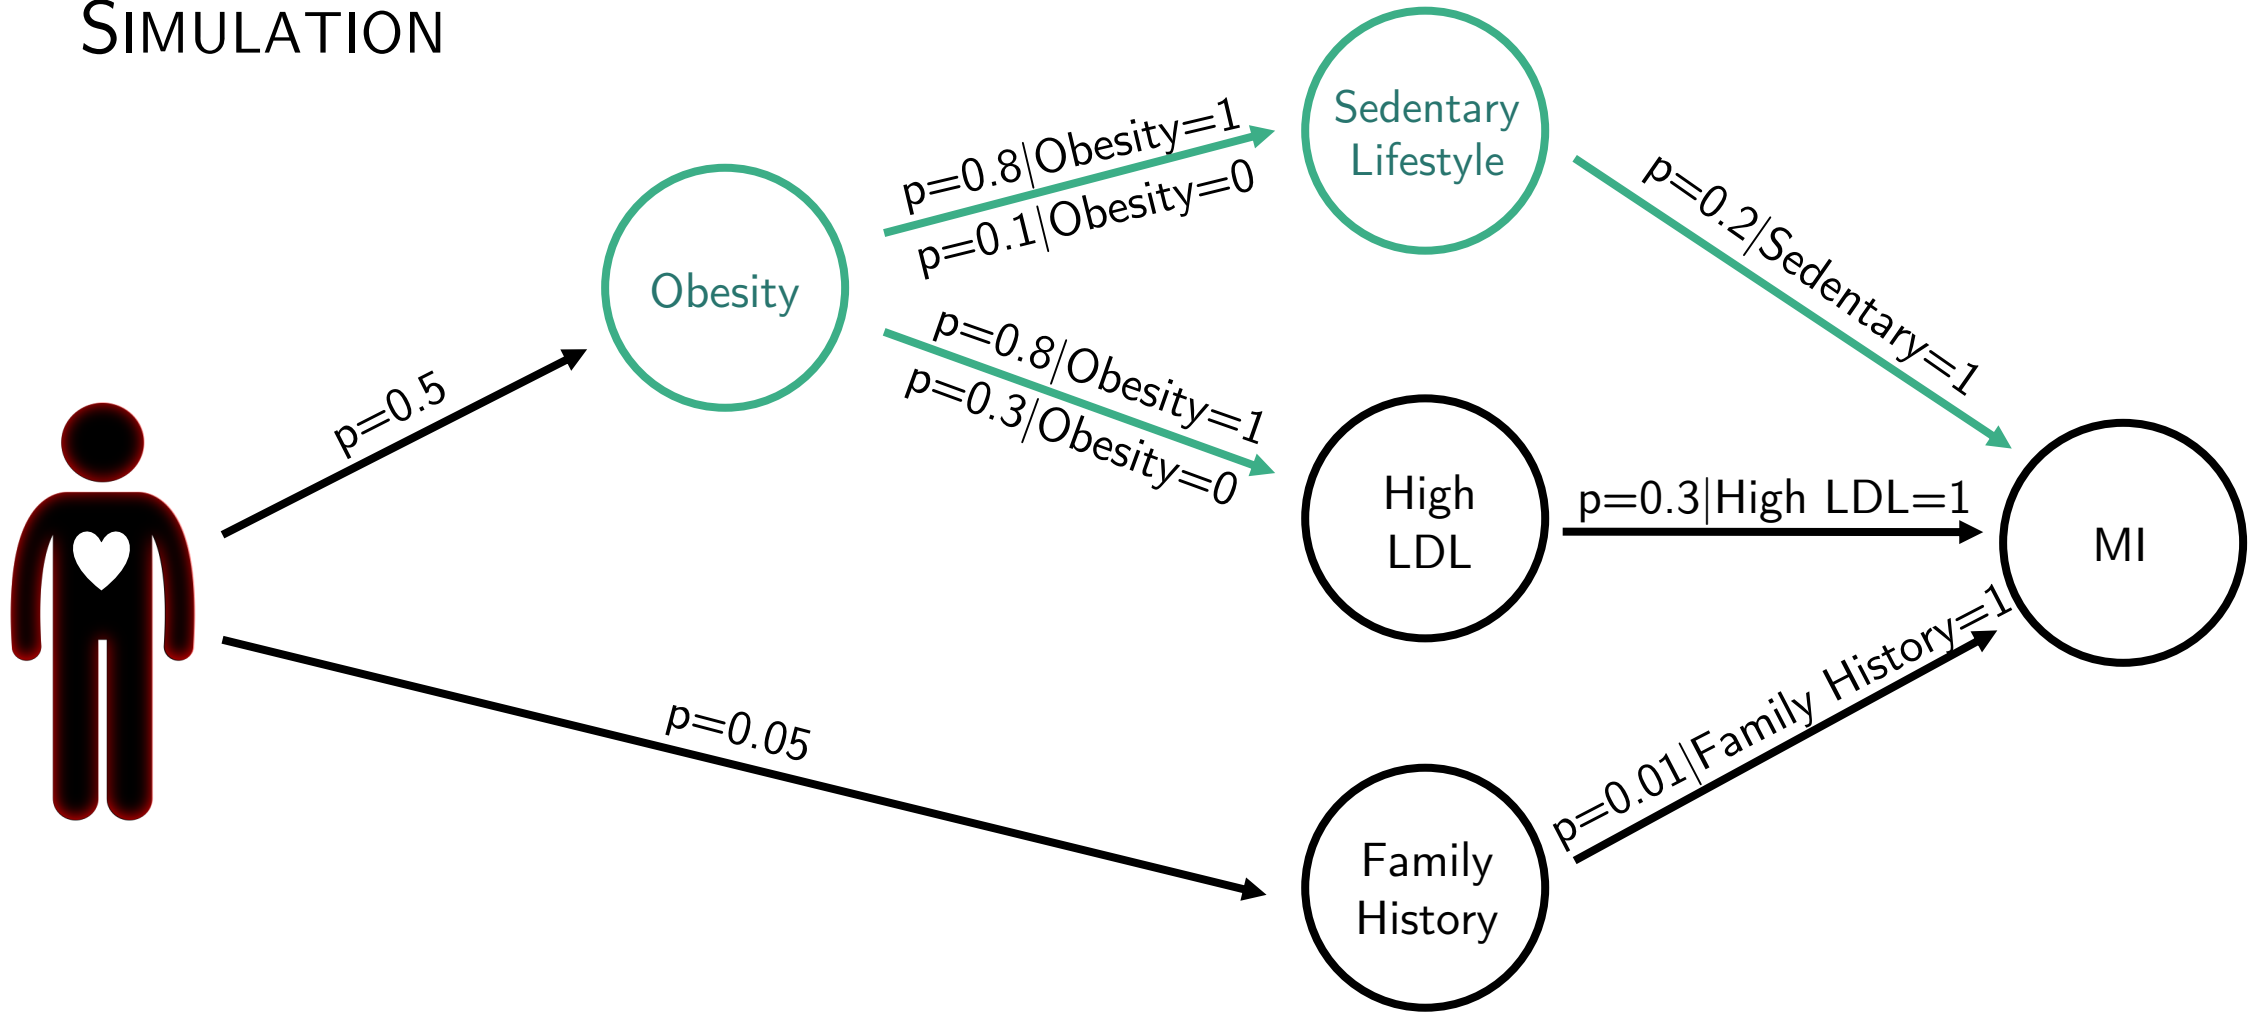 SIMULATION
p=0.5
p=0.05
Obesity
p=0.8|Obesity=1
p=0.1|Obesity=0
p=0.8|Obesity=1
p=0.3|Obesity=0
Sedentary
Lifestyle
High
LDL
Family
History
p=0.2|Sedentary=1
p=0.3|High LDL=1
p=0.01|Family History=1
MI